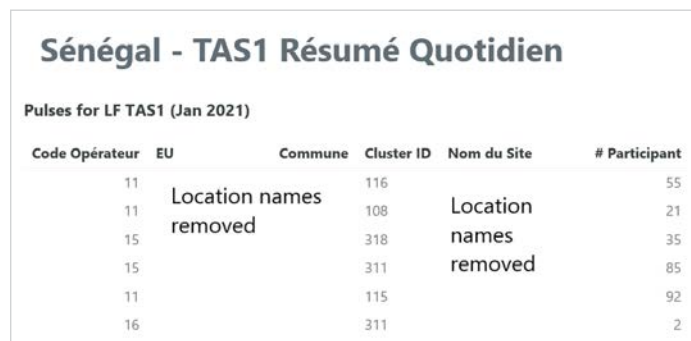 Sénégal - TAS1 Résumé Quotidien
Pulses for LF TAS1 (Jan 2021)
Code Opérateur EU Commune Cluster ID Nom du Site # Participant
11 116 55
Location names removed
11 108 21
15 318 35
Location names removed
15 311 85
11 115 92
16 311 2